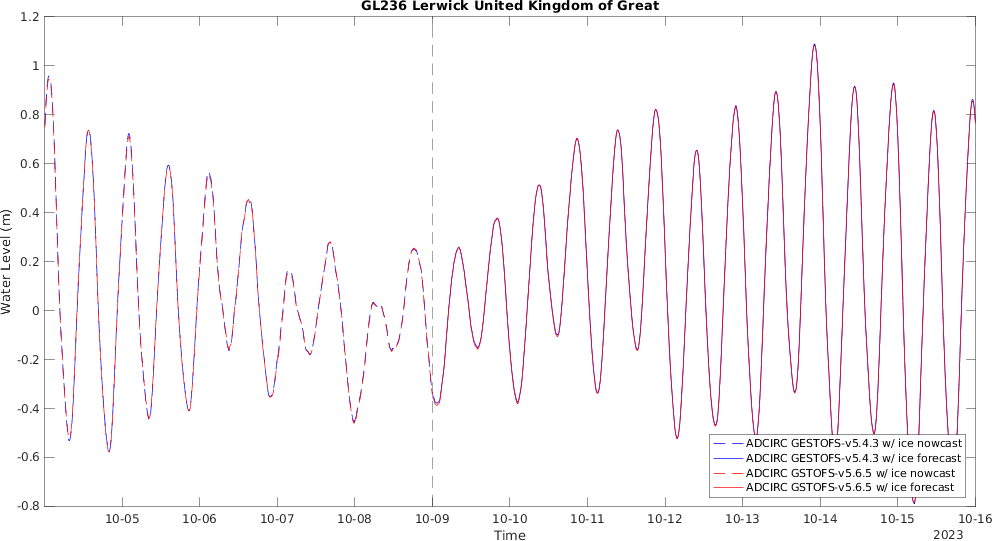 GL236 Lerwick United Kingdom of Great
1.2
1
0.8
0.6
0.4
0.2
0
-0.2
-0.4
-0.6
-0.8
Water Level (m)
ADCIRC GESTOFS-v5.4.3 w/ ice nowcast
ADCIRC GESTOFS-v5.4.3 w/ ice forecast
ADCIRC GSTOFS-v5.6.5 w/ ice nowcast
ADCIRC GSTOFS-v5.6.5 w/ ice forecast
10-05 10-06 10-07 10-08 10-09 10-10 10-11 10-12 10-13 10-14 10-15 10-16
Time
2023